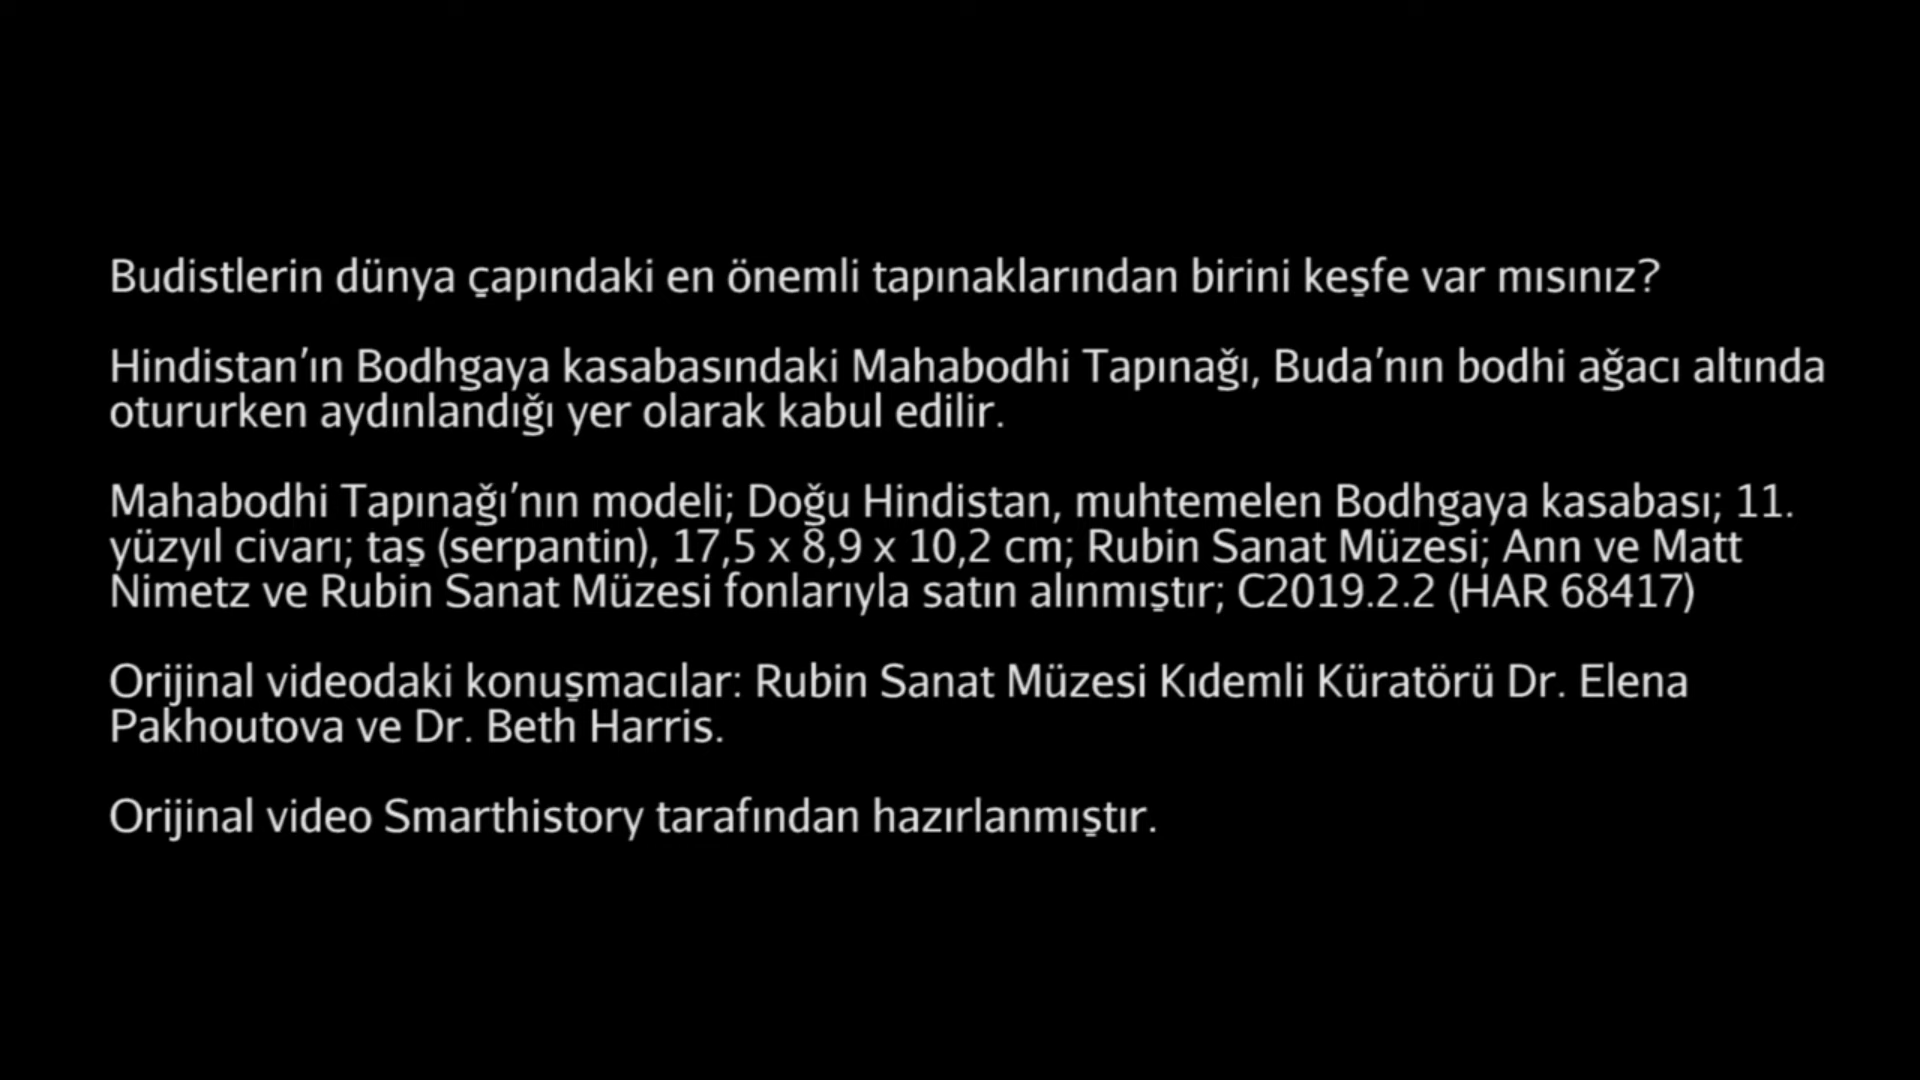 Budistlerin dünya çapındaki en önemli tapınaklarından birini keşfe var mısınız?
Hindistan’ın Bodhgaya kasabasındaki Mahabodhi Tapınağı, Buda’nın bodhi ağacı altında
otururken aydınlandığı yer olarak kabul edilir.
Mahabodhi Tapınağı’nın modeli; Doğu Hindistan, muhtemelen Bodhgaya kasabası; 11.
yüzyıl civarı; taş (serpantin), 17,5 x 8,9 x 10,2 cm; Rubin Sanat Müzesi; Ann ve Matt
Nimetz ve Rubin Sanat Müzesi fonlarıyla satın alınmıştır; C2019.2.2 (HAR 68417)
Orijinal videodaki konuşmacılar: Rubin Sanat Müzesi Kıdemli Küratörü Dr. Elena
Pakhoutova ve Dr. Beth Harris.
Orijinal video Smarthistory tarafından hazırlanmıştır.